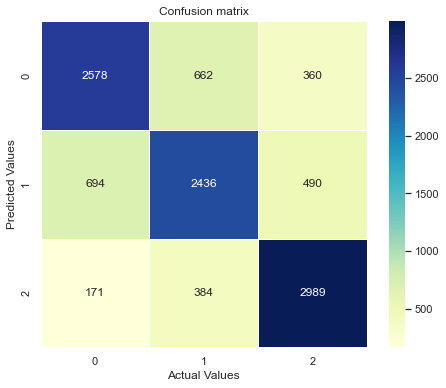 Confusion matrix
Predicted Values
0
2578 662 360
1
694 2436 490
2
171 384 2989
0 1 2
Actual Values
2500
2000
1500
1000
500